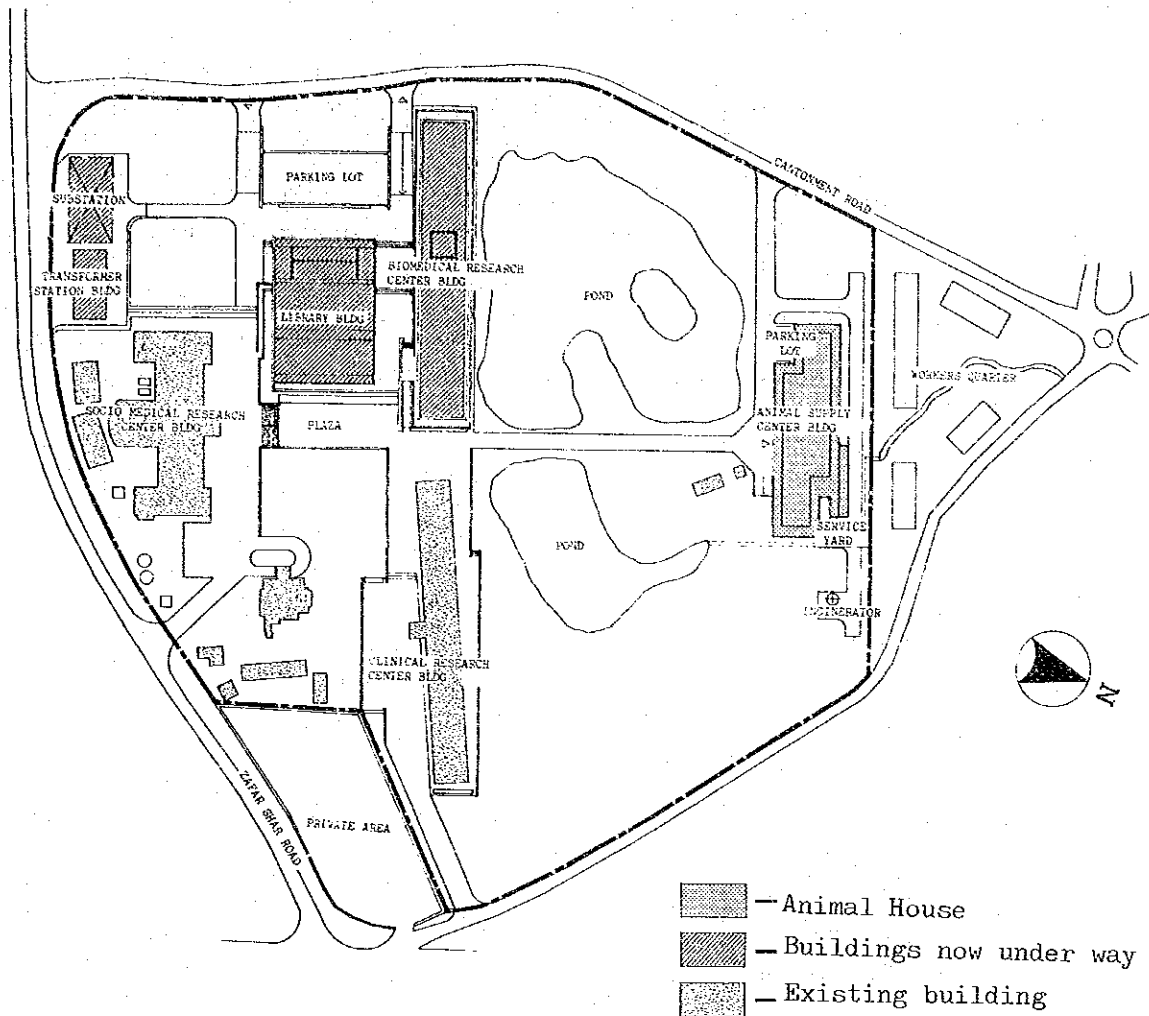 CANTONMENT ROAD
PARKING LOT
SUBSTATION
BIOMEDICAL RESEARCH
CENTER BLDG
TRANSFORMER
STATION BLDG
POND
LIBRARY BLDG
PARKING
LOT
WORKERS QUARTER
SOCIO MEDICAL RESEARCH
CENTER BLDG
PLAZA
ANIMAL SUPPLY
CENTER BLDG
SERVICE
YARD
POND
INCINERATOR
CLINICAL RESEARCH
CENTER BLDG
N
ZAFAR SHAR ROAD
PRIVATE AREA
Animal House
Buildings now under way
Existing building